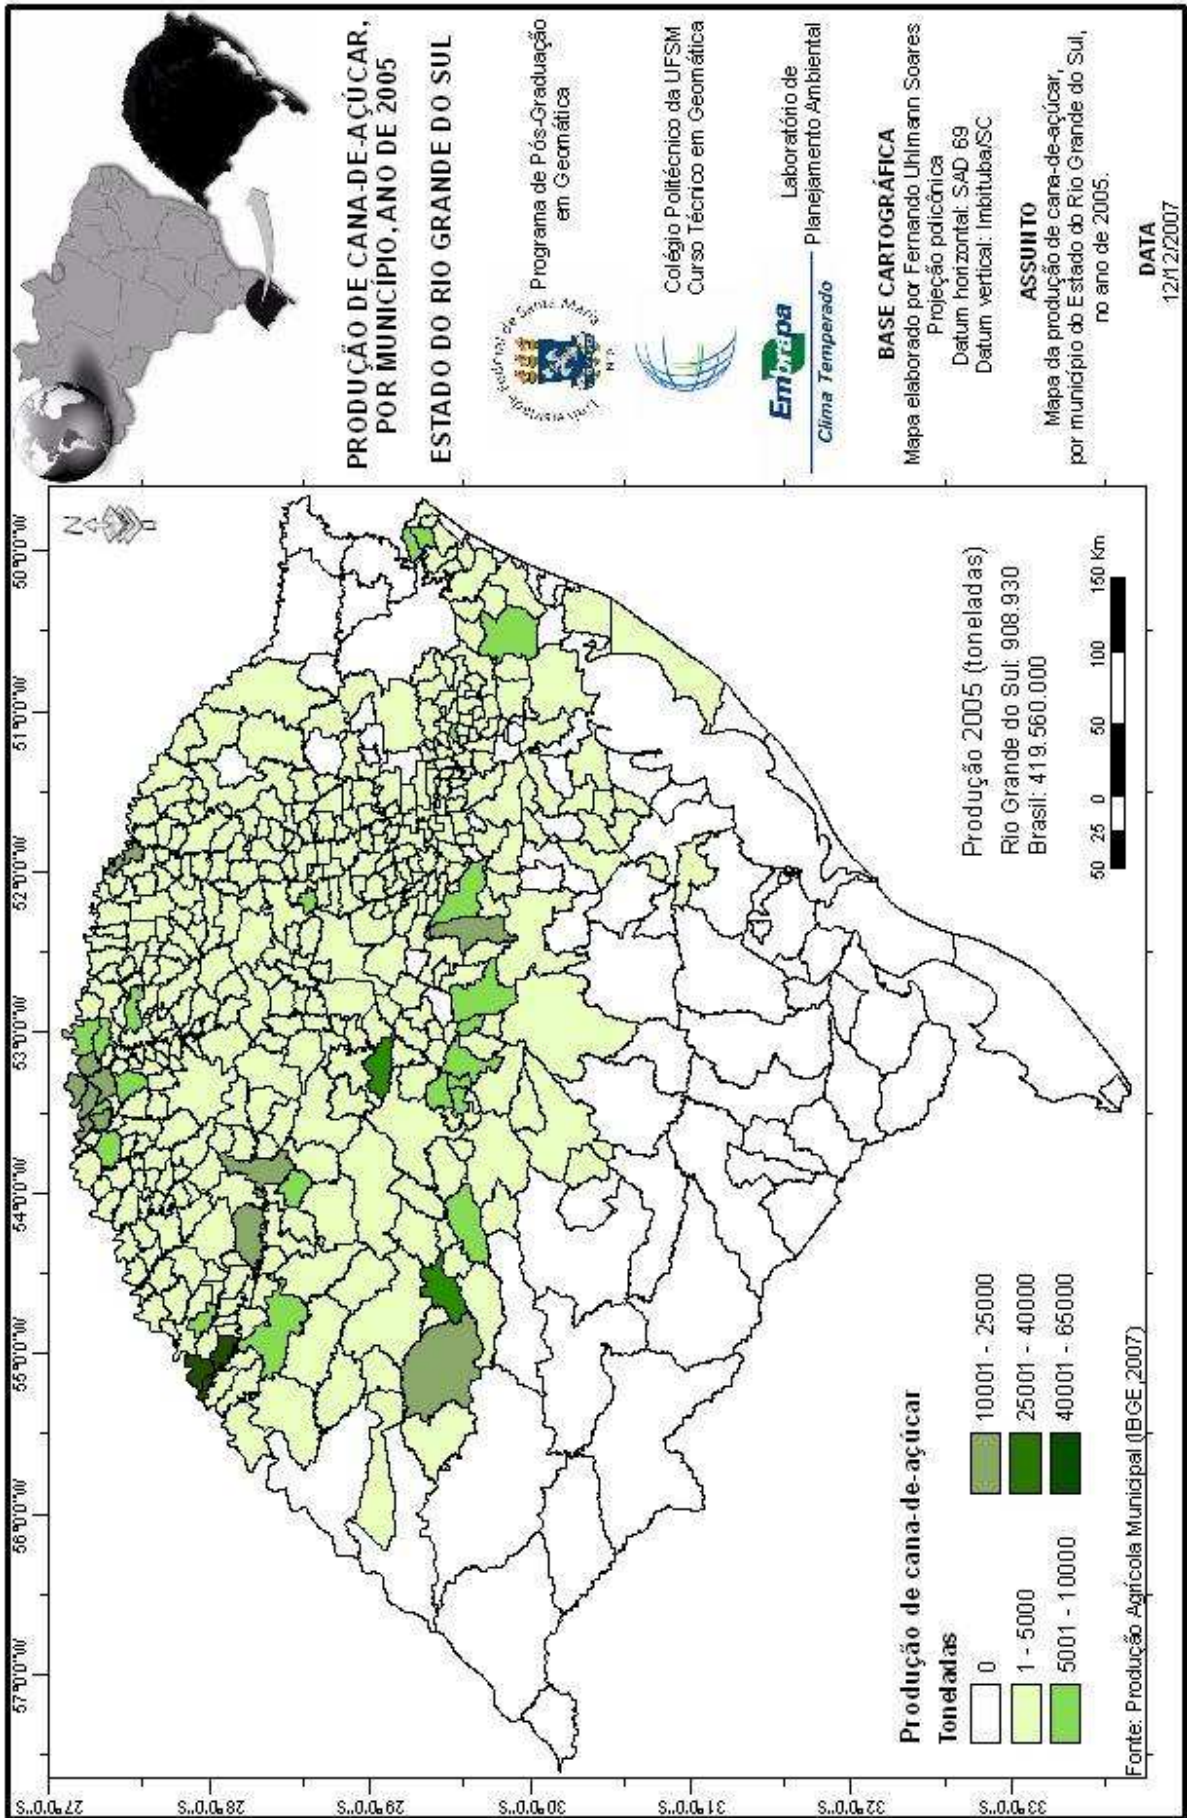 57°0'0"W
56°0'0"W
55°0'0"W
54°0'0"W
53°0'0"W
52°0'0"W
51°0'0"W
50°0'0"W
27°0'0"S
28°0'0"S
29°0'0"S
30°0'0"S
31°0'0"S
32°0'0"S
33°0'0"S
N
Produção de cana-de-açúcar
Toneladas
0
1 - 5000
5001 - 10000
10001 - 25000
25001 - 40000
40001 - 65000
Fonte: Produção Agrícola Municipal (IBGE,2007)
Produção 2005 (toneladas)
Rio Grande do Sul: 908.930
Brasil: 419.560.000
50 25 0 50 100 150 Km
PRODUÇÃO DE CANA-DE-AÇÚCAR,
POR MUNICÍPIO, ANO DE 2005
ESTADO DO RIO GRANDE DO SUL
Programa de Pós-Graduação
em Geomática
Colégio Politécnico da UFSM
Curso Técnico em Geomática
Embrapa
Clima Temperado
Laboratório de
Planejamento Ambiental
BASE CARTOGRÁFICA
Mapa elaborado por Fernando Uhlmann Soares
Projeção policônica
Datum horizontal: SAD 69
Datum vertical: Imbituba/SC
ASSUNTO
Mapa da produção de cana-de-açúcar,
por município do Estado do Rio Grande do Sul,
no ano de 2005.
DATA
12/12/2007